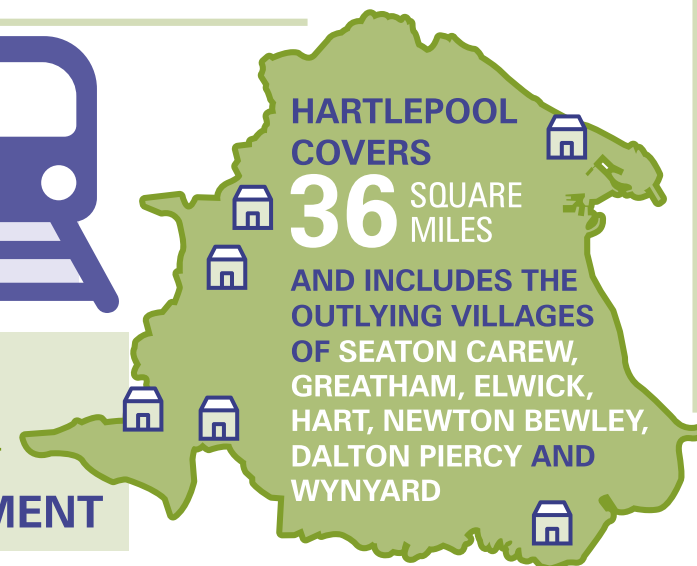 HARTLEPOOL
COVERS
36 SQUARE
MILES
AND INCLUDES THE
OUTLYING VILLAGES
OF SEATON CAREW,
GREATHAM, ELWICK,
HART, NEWTON BEWLEY,
DALTON PIERCY AND
WYNYARD